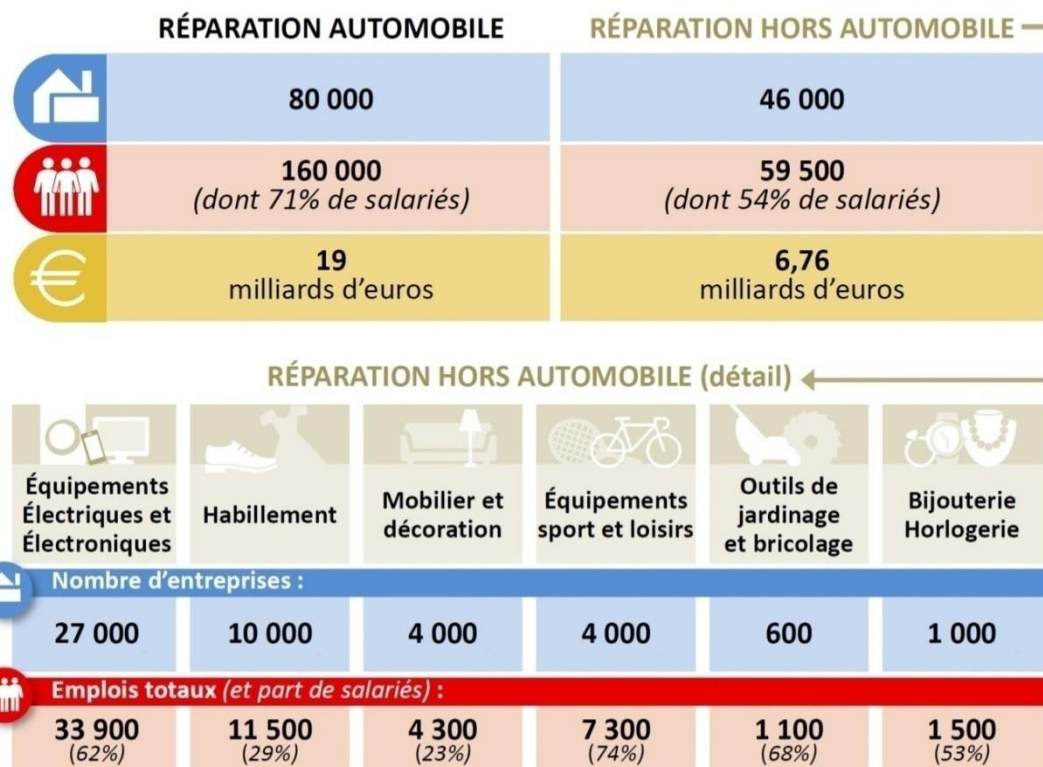 RÉPARATION AUTOMOBILE
RÉPARATION HORS AUTOMOBILE
80 000
46 000
160 000
(dont 71% de salariés)
59 500
(dont 54% de salariés)
€
19
milliards d’euros
6,76
milliards d’euros
RÉPARATION HORS AUTOMOBILE (détail)
Équipements
Électriques et
Électroniques
Habillement
Mobilier et
décoration
Équipements
sport et loisirs
Outils de
jardinage
et bricolage
Bijouterie
Horlogerie
Nombre d’entreprises :
27 000
10 000
4 000
4 000
600
1 000
Emplois totaux (et part de salariés) :
33 900
(62%)
11 500
(29%)
4 300
(23%)
7 300
(74%)
1 100
(68%)
1 500
(53%)